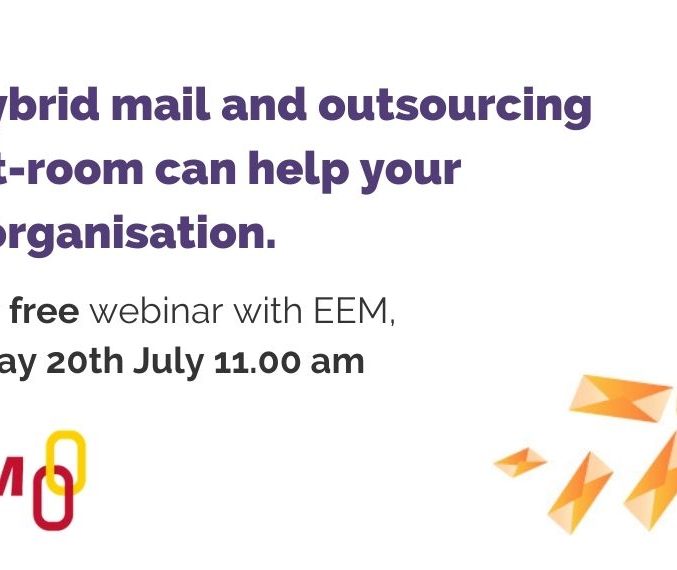 ybrid mail and outsourcing
t-room can help your
organisation.
free webinar with EEM,
ay 20th July 11.00 am
M